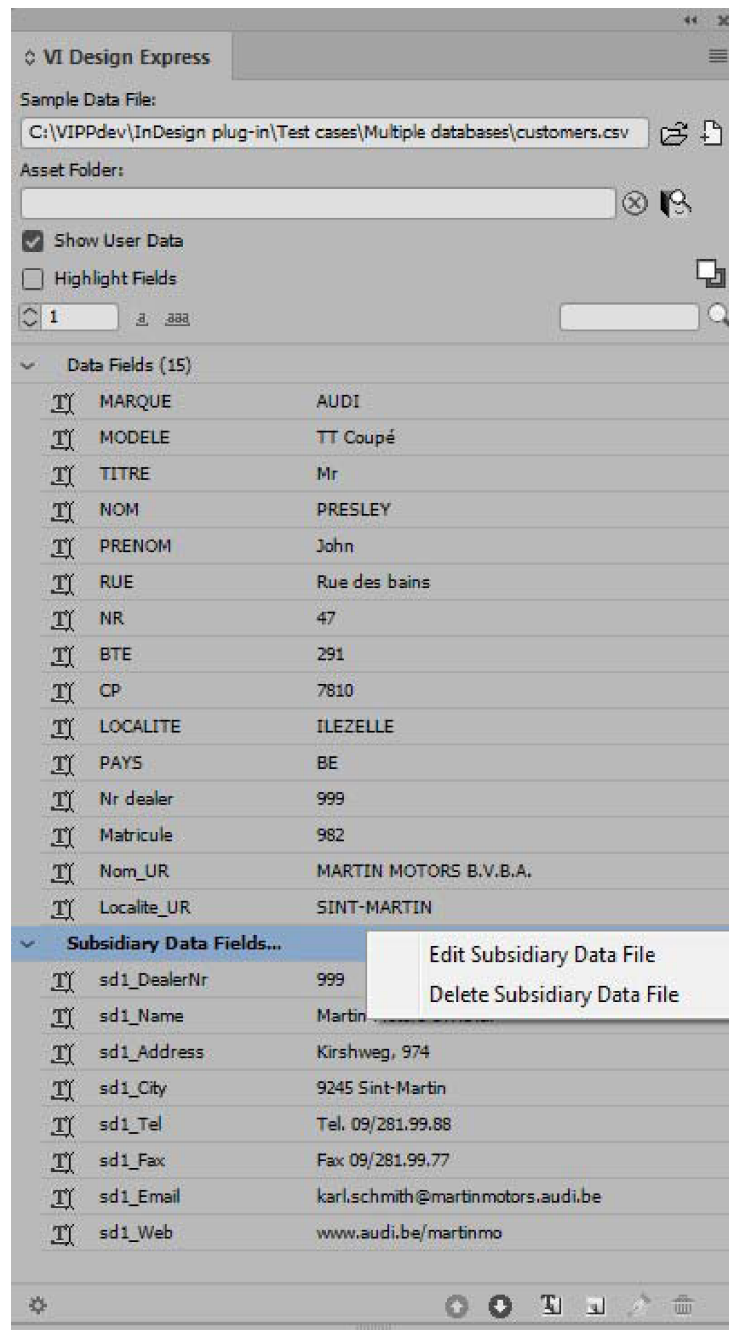 VI Design Express
Sample Data File:
C:\VIPPdev\InDesign plug-in\Test cases\Multiple databases\customers.csv
Asset Folder:
Show User Data
Highlight Fields
1 a aaa
Data Fields (15)
MARQUE AUDI
MODELE TT Coupé
TITRE Mr
NOM PRESLEY
PRENOM John
RUE Rue des bains
NR 47
BTE 291
CP 7810
LOCALITE ILEZELLE
PAYS BE
Nr dealer 999
Matricule 982
Nom_UR MARTIN MOTORS B.V.B.A.
Localite_UR SINT-MARTIN
Subsidiary Data Fields...
Edit Subsidiary Data File
Delete Subsidiary Data File
sd1_DealerNr 999
sd1_Name Martin
sd1_Address Kirshweg, 974
sd1_City 9245 Sint-Martin
sd1_Tel Tel. 09/281.99.88
sd1_Fax Fax 09/281.99.77
sd1_Email karl.schmith@martinmotors.audi.be
sd1_Web www.audi.be/martinmo